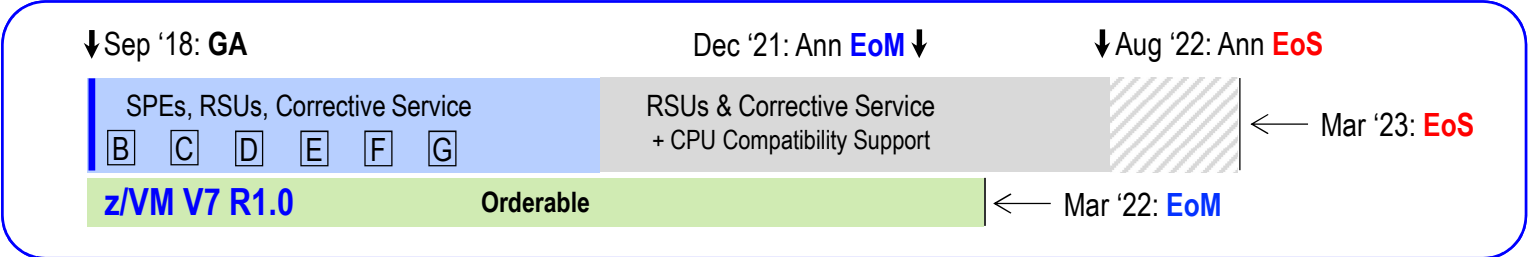 Sep ‘18: GA
Dec ‘21: Ann EoM
Aug ‘22: Ann EoS
SPEs, RSUs, Corrective Service
B C D E F G
RSUs & Corrective Service
+ CPU Compatibility Support
Mar ‘23: EoS
z/VM V7 R1.0
Orderable
Mar ‘22: EoM